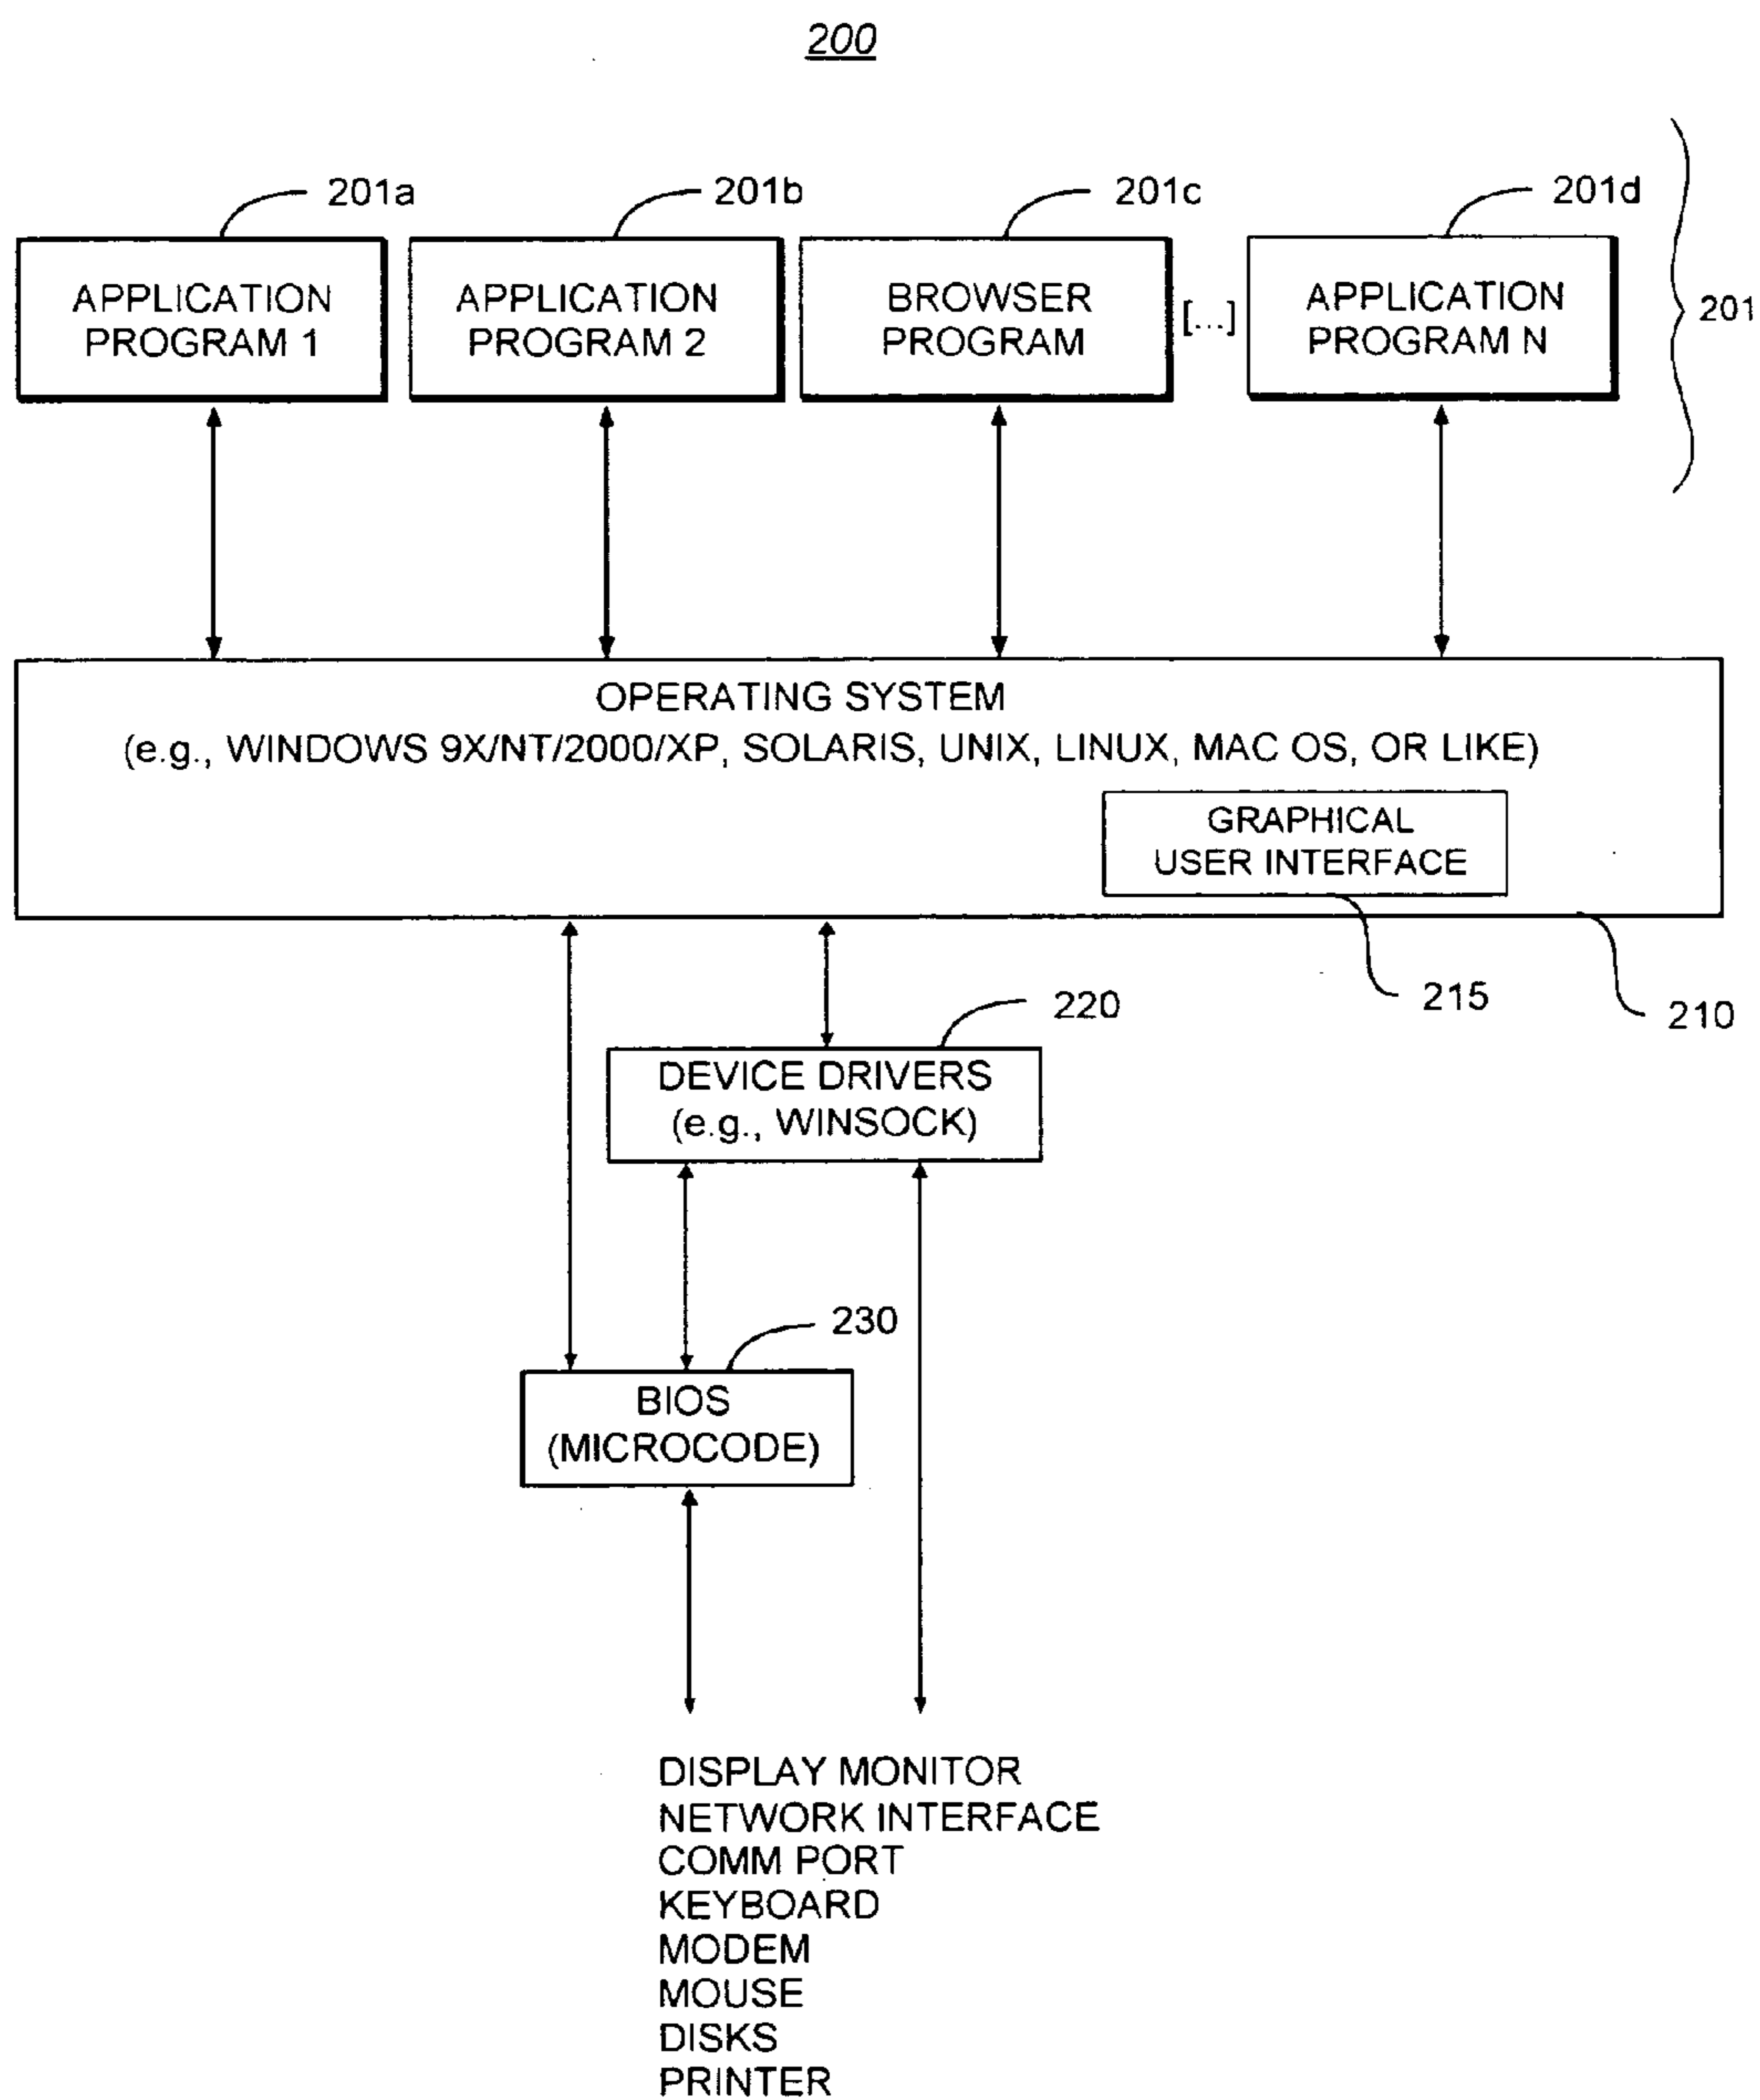 200
201a
201b
201c
201d
APPLICATION
PROGRAM 1
APPLICATION
PROGRAM 2
BROWSER
PROGRAM
[...]
APPLICATION
PROGRAM N
201
OPERATING SYSTEM
(e.g., WINDOWS 9X/NT/2000/XP, SOLARIS, UNIX, LINUX, MAC OS, OR LIKE)
GRAPHICAL
USER INTERFACE
215
210
220
DEVICE DRIVERS
(e.g., WINSOCK)
230
BIOS
(MICROCODE)
DISPLAY MONITOR
NETWORK INTERFACE
COMM PORT
KEYBOARD
MODEM
MOUSE
DISKS
PRINTER